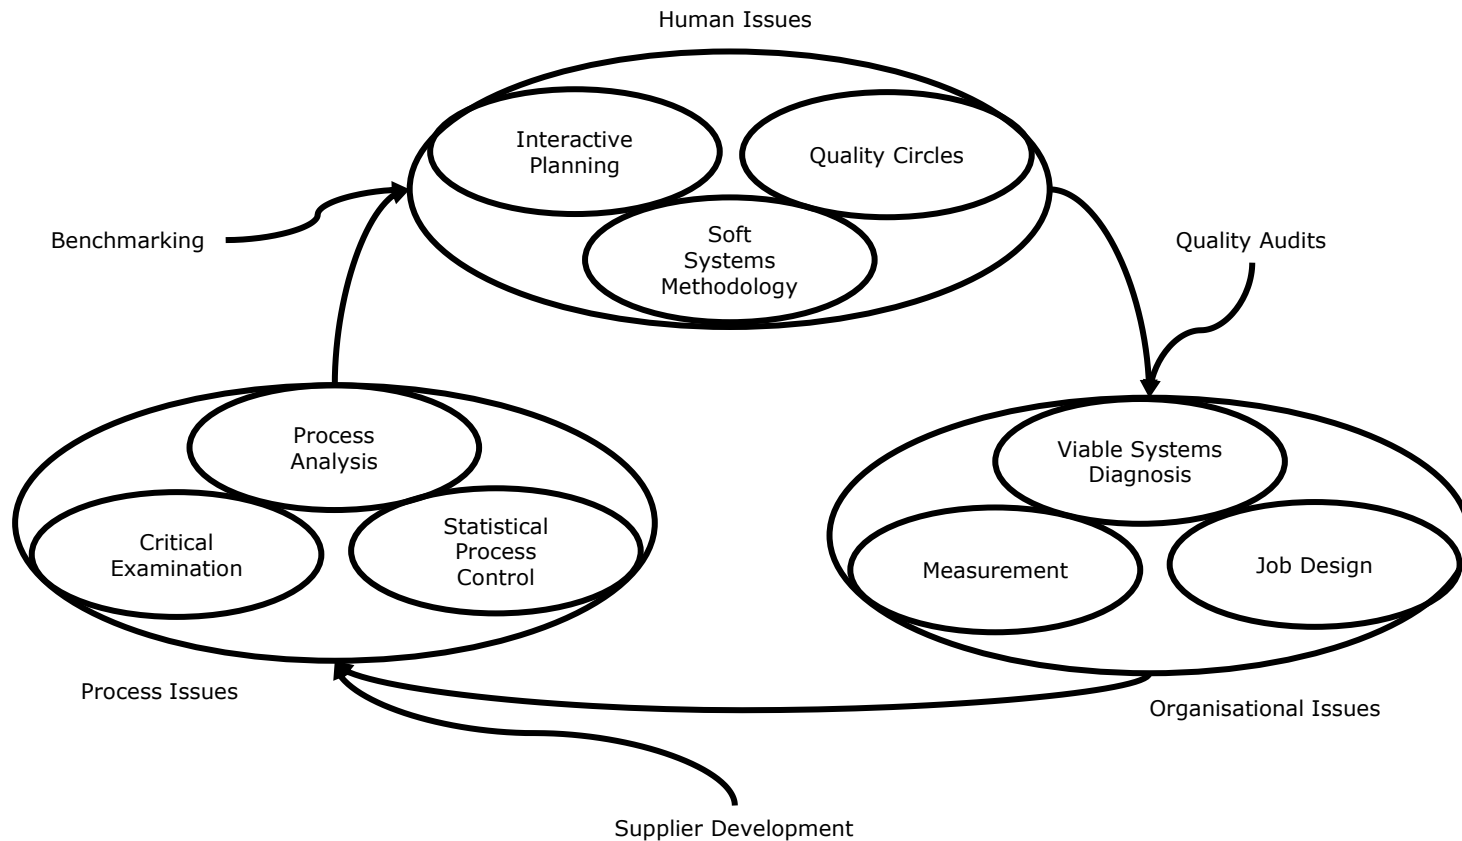 Human Issues
Interactive
Planning
Quality Circles
Soft
Systems
Methodology
Benchmarking
Quality Audits
Process
Analysis
Critical
Examination
Statistical
Process
Control
Viable Systems
Diagnosis
Measurement
Job Design
Process Issues
Organisational Issues
Supplier Development